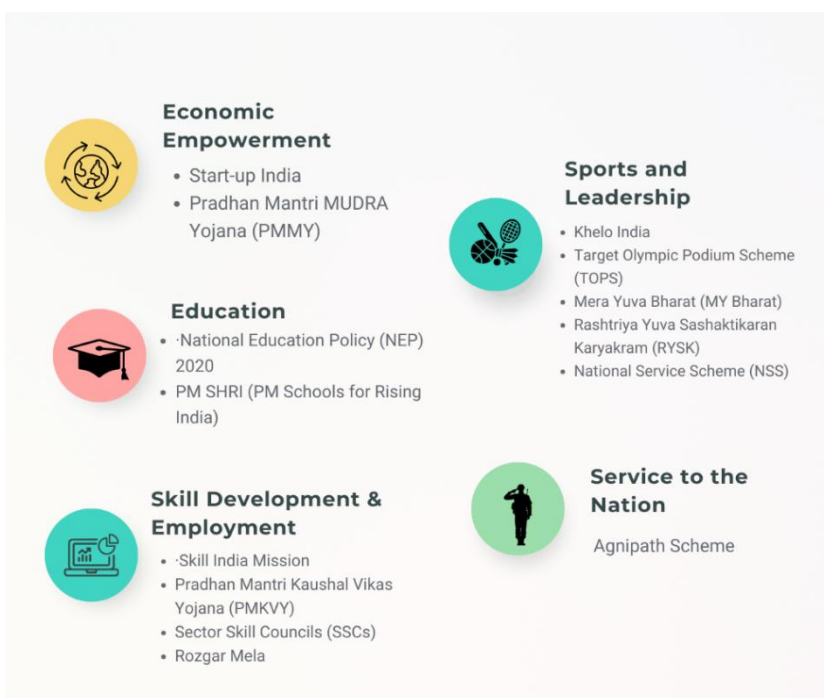 Economic
Empowerment
• Start-up India
• Pradhan Mantri MUDRA
Yojana (PMMY)
Education
• ·National Education Policy (NEP)
2020
• PM SHRI (PM Schools for Rising
India)
Skill Development &
Employment
• ·Skill India Mission
• Pradhan Mantri Kaushal Vikas
Yojana (PMKVY)
• Sector Skill Councils (SSCs)
• Rozgar Mela
Sports and
Leadership
• Khelo India
• Target Olympic Podium Scheme
(TOPS)
• Mera Yuva Bharat (MY Bharat)
• Rashtriya Yuva Sashaktikaran
Karyakram (RYSK)
• National Service Scheme (NSS)
Service to the
Nation
Agnipath Scheme